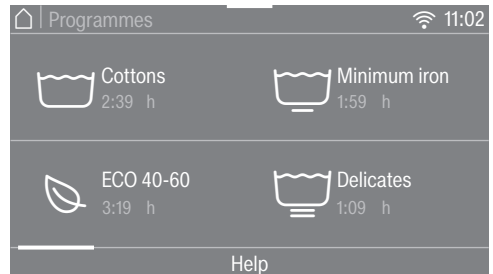 Programmes 11:02
Cottons
2:39 h
Minimum iron
1:59 h
ECO 40-60
3:19 h
Delicates
1:09 h
Help